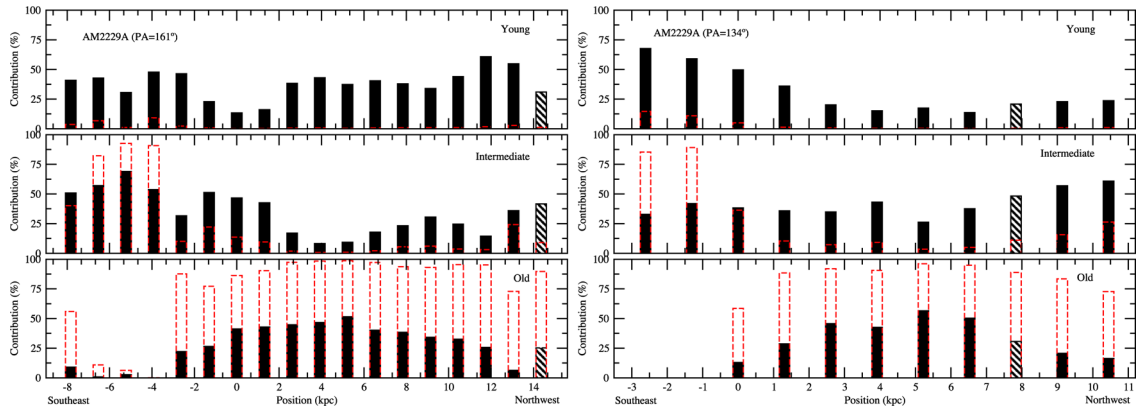 100
75
50
25
0
Contribution (%)
AM2229A (PA=161º)
Young
100
75
50
25
0
Contribution (%)
Intermediate
100
75
50
25
0
Contribution (%)
Old
-8 -6 -4 -2 0 2 4 6 8 10 12 14
Southeast Position (kpc) Northwest
100
75
50
25
0
Contribution (%)
AM2229A (PA=134º)
Young
100
75
50
25
0
Contribution (%)
Intermediate
100
75
50
25
0
Contribution (%)
Old
-3 -2 -1 0 1 2 3 4 5 6 7 8 9 10 11
Southeast Position (kpc) Northwest